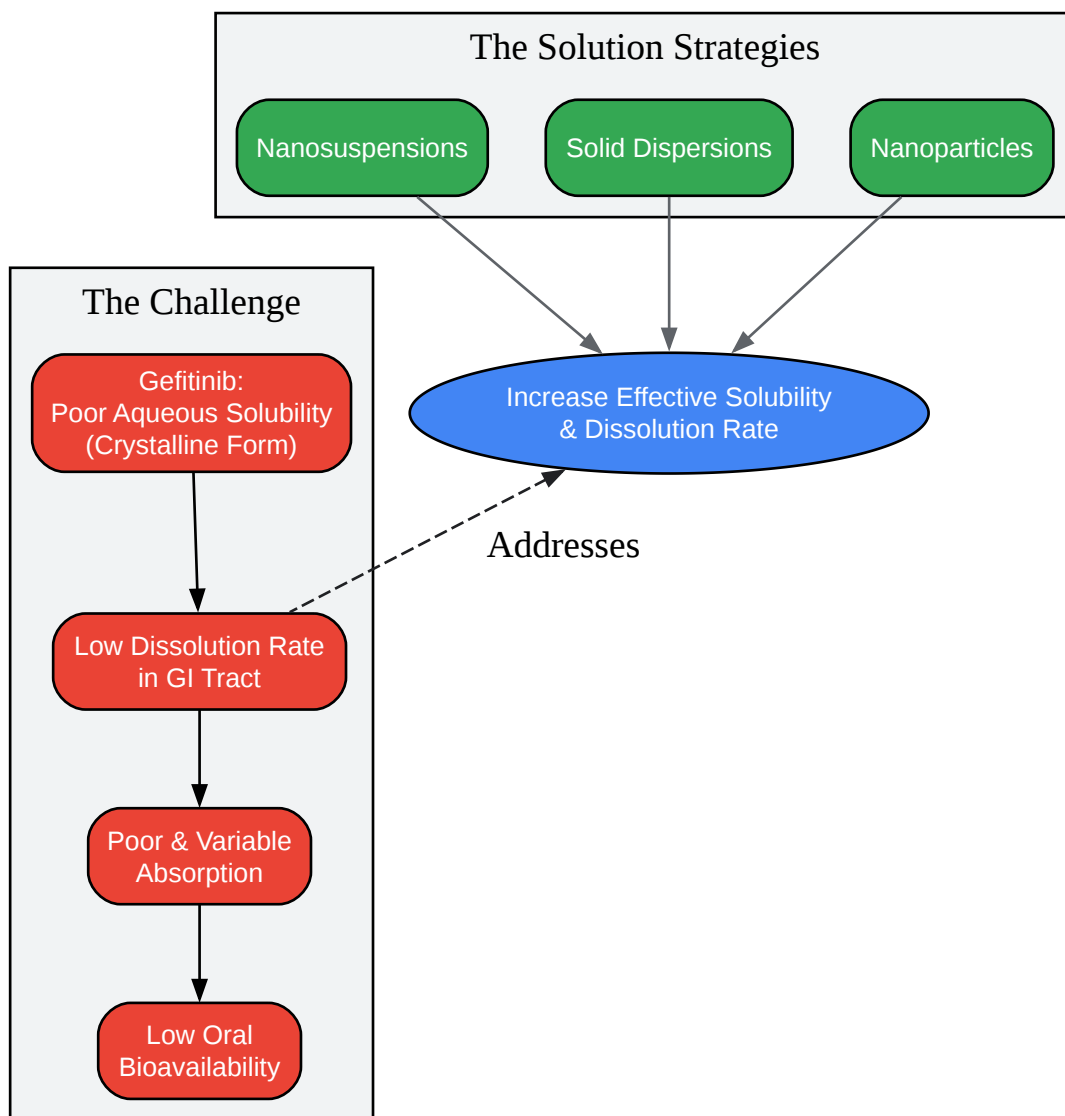 The Solution Strategies
Nanosuspensions
Solid Dispersions
Nanoparticles
The Challenge
Gefitinib:
Poor Aqueous Solubility
(Crystalline Form)
Increase Effective Solubility
& Dissolution Rate
Addresses
Low Dissolution Rate
in GI Tract
Poor & Variable
Absorption
Low Oral
Bioavailability